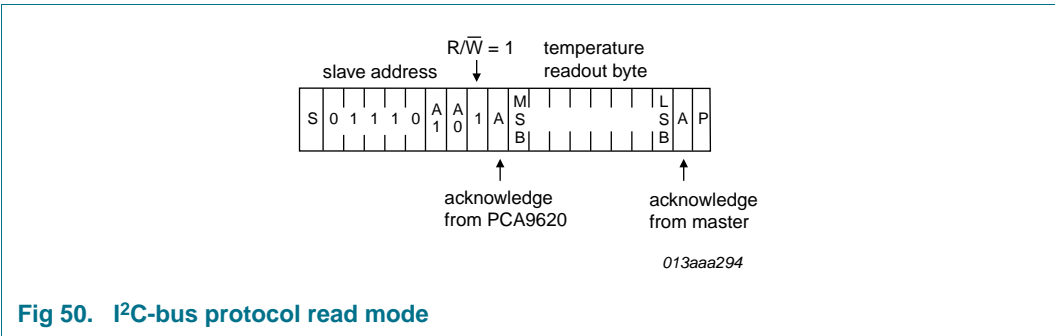 R/W̅ = 1 temperature
slave address readout byte
S 0 1 1 1 0 A1 A0 1 A MSB LSB A P
acknowledge acknowledge
from PCA9620 from master
013aaa294
Fig 50. I²C-bus protocol read mode